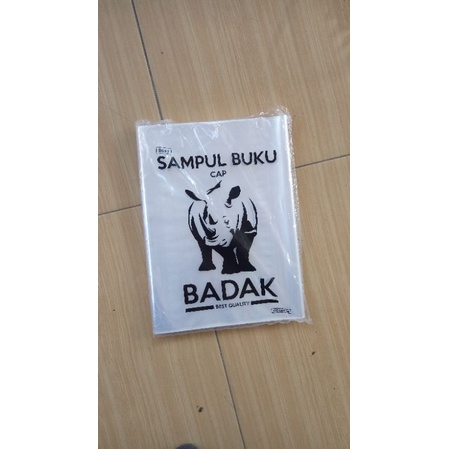 SAMPUL BUKU
CAP
BADAK
BEST QUALITY